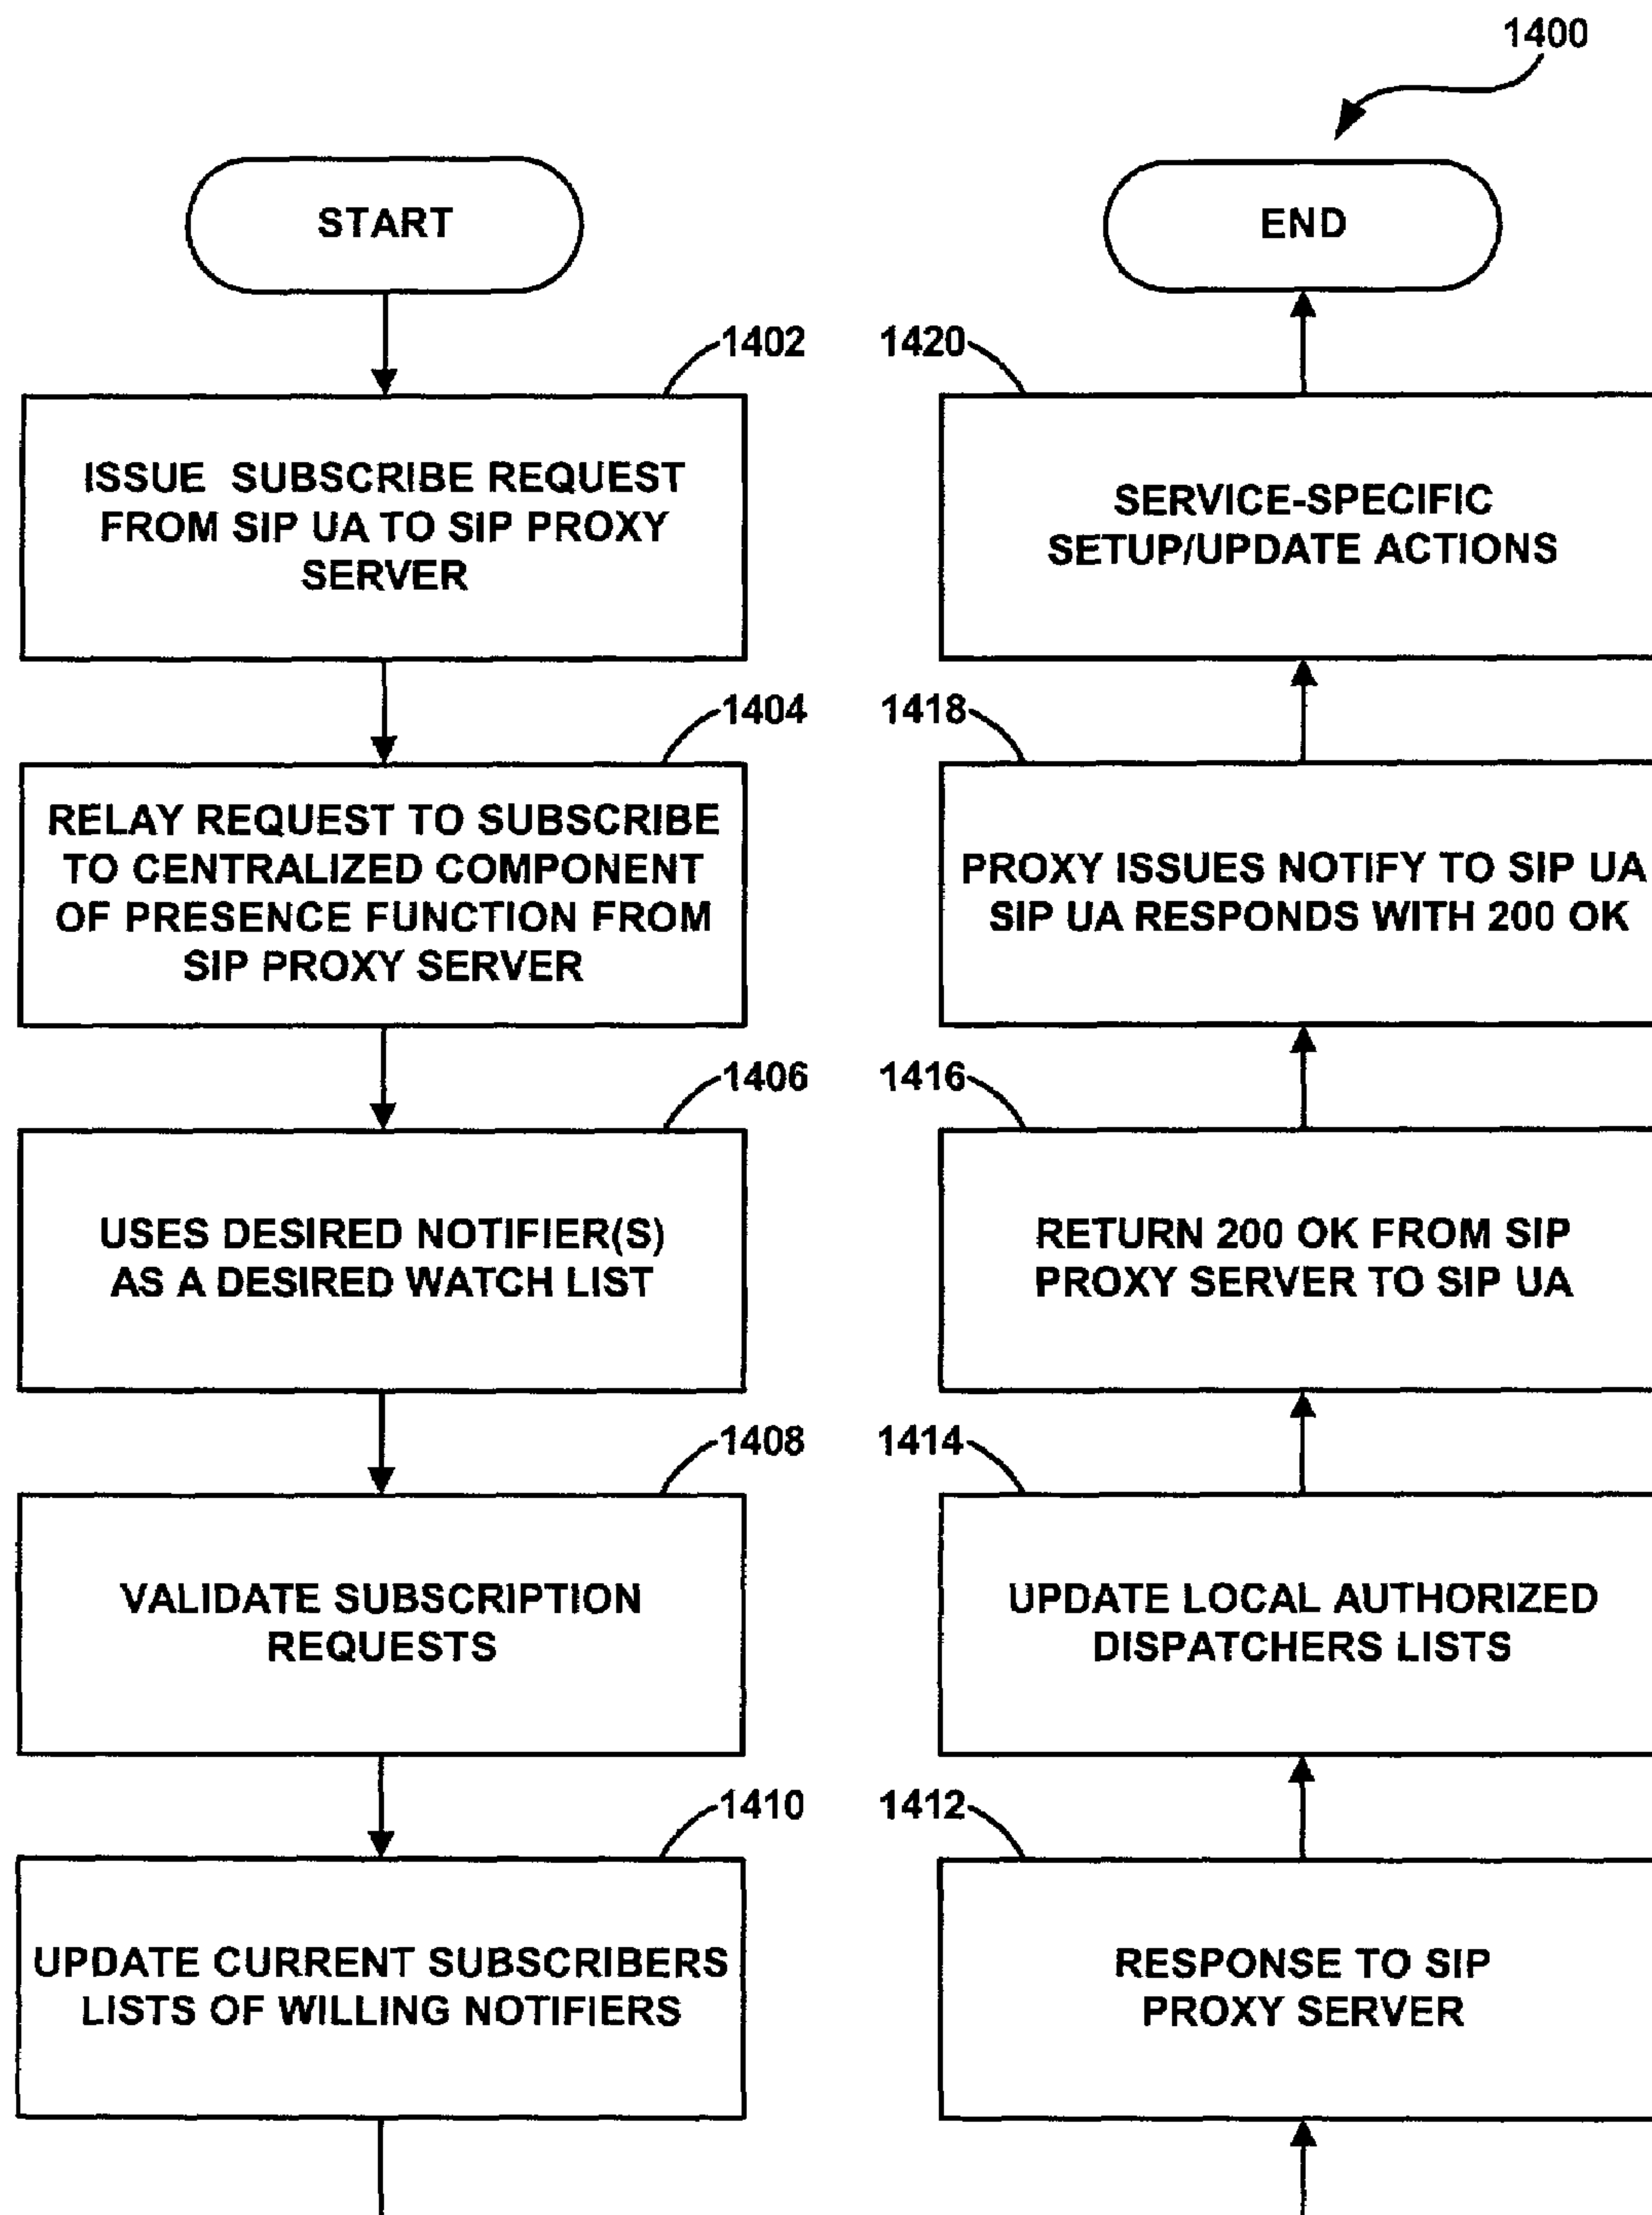 1400
START
1402
ISSUE SUBSCRIBE REQUEST
FROM SIP UA TO SIP PROXY
SERVER
1404
RELAY REQUEST TO SUBSCRIBE
TO CENTRALIZED COMPONENT
OF PRESENCE FUNCTION FROM
SIP PROXY SERVER
1406
USES DESIRED NOTIFIER(S)
AS A DESIRED WATCH LIST
1408
VALIDATE SUBSCRIPTION
REQUESTS
1410
UPDATE CURRENT SUBSCRIBERS
LISTS OF WILLING NOTIFIERS
1412
RESPONSE TO SIP
PROXY SERVER
1414
UPDATE LOCAL AUTHORIZED
DISPATCHERS LISTS
1416
RETURN 200 OK FROM SIP
PROXY SERVER TO SIP UA
1418
PROXY ISSUES NOTIFY TO SIP UA
SIP UA RESPONDS WITH 200 OK
1420
SERVICE-SPECIFIC
SETUP/UPDATE ACTIONS
END